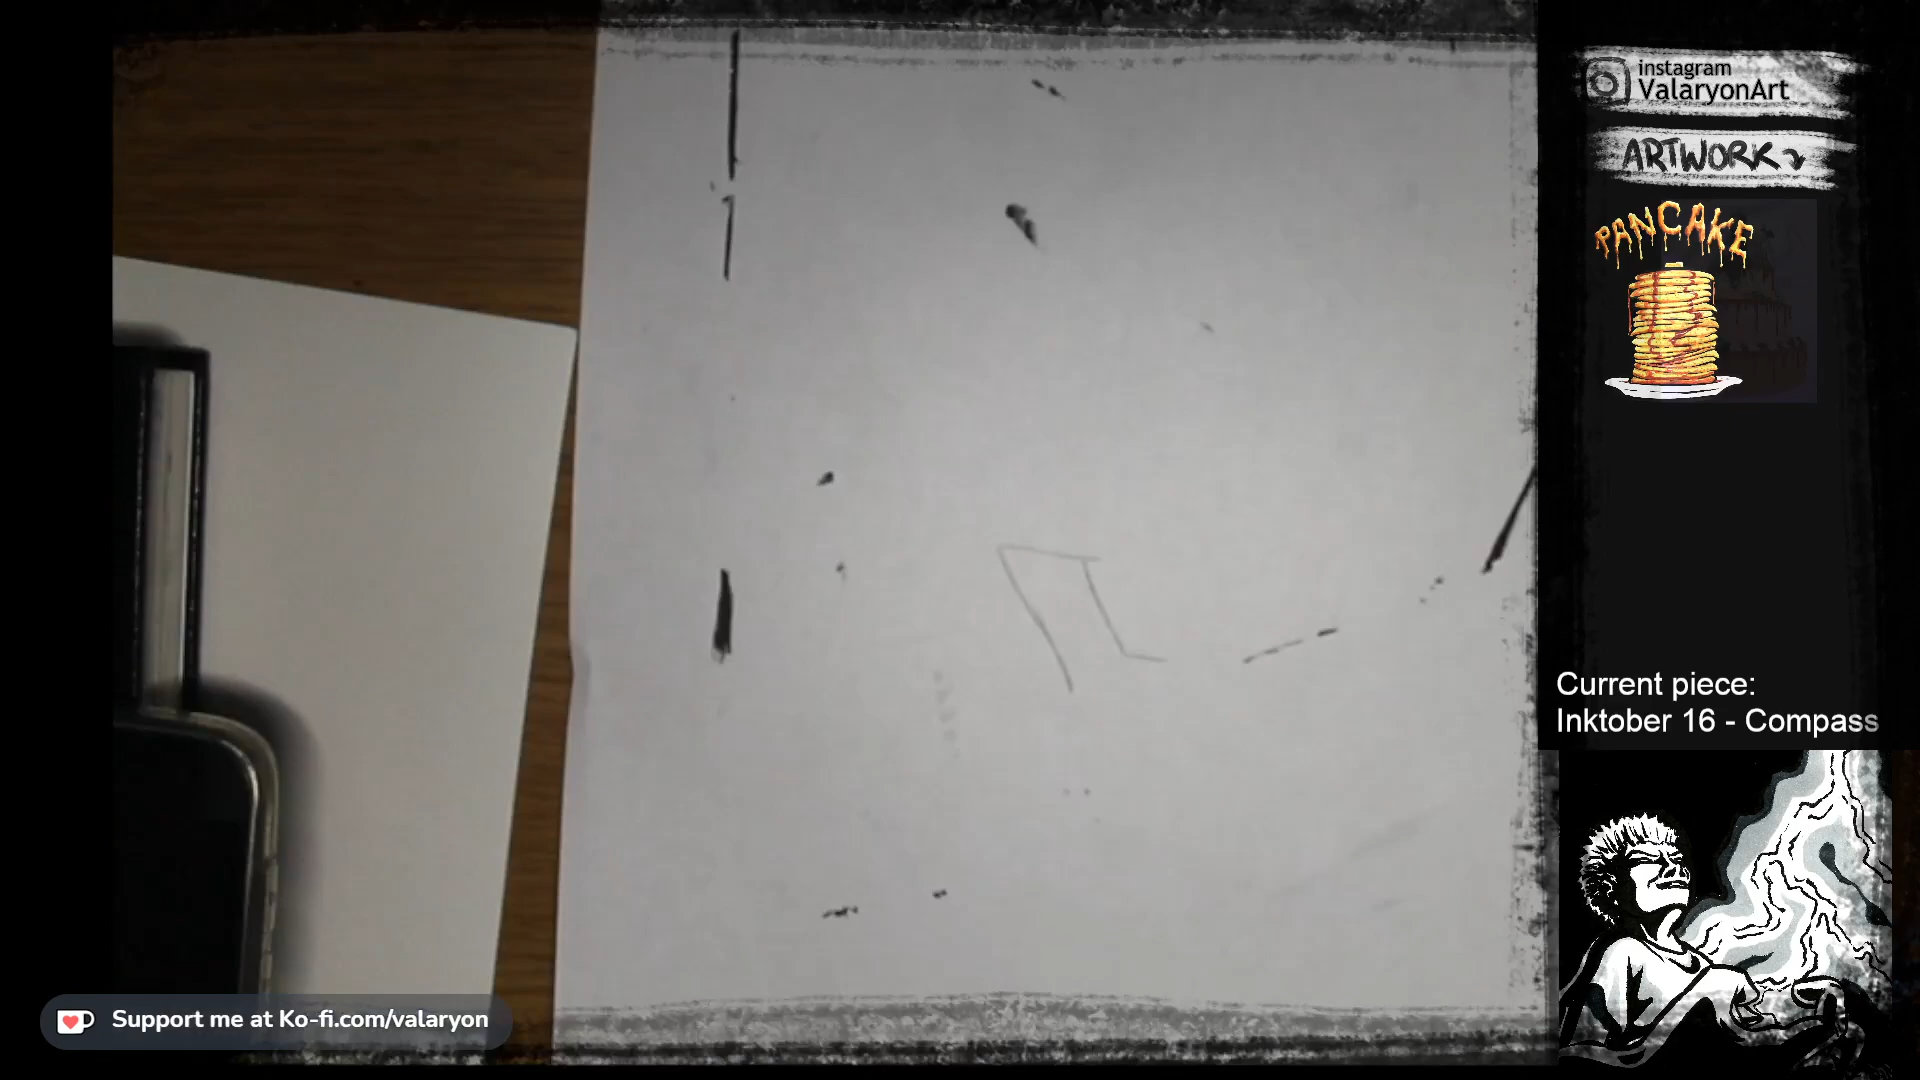 instagram
ValaryonArt
ARTWORK
PANCAKE
Current piece:
Inktober 16 - Compass
Support me at Ko-fi.com/valaryon